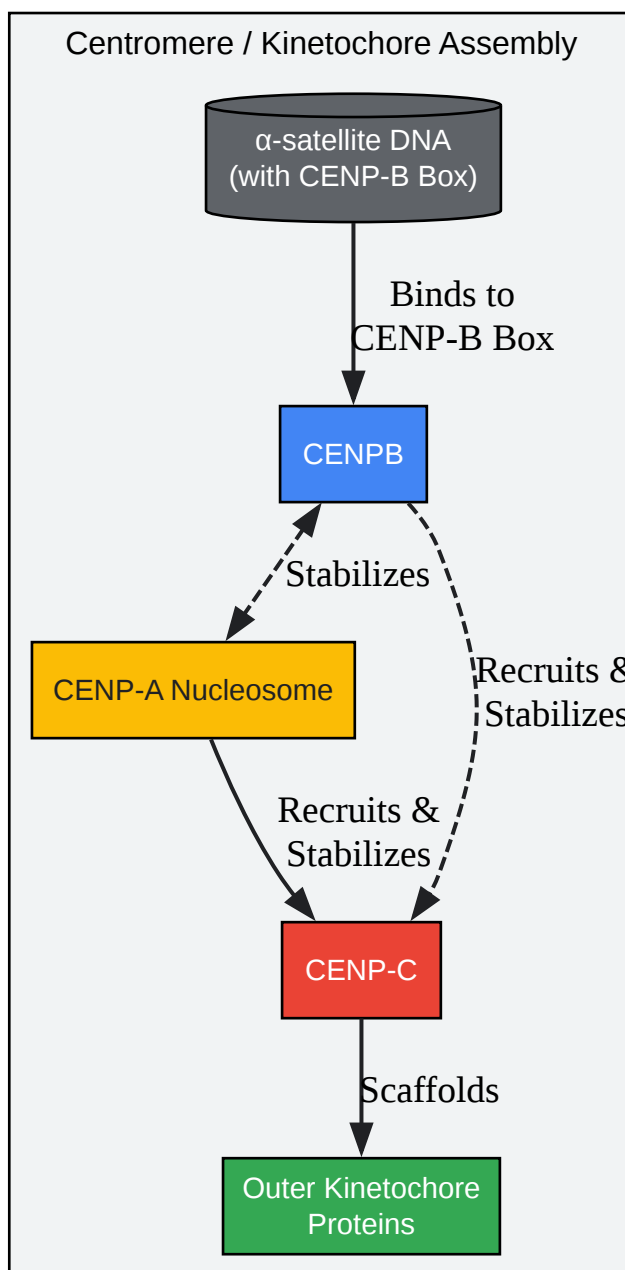 Centromere / Kinetochore Assembly
α-satellite DNA
(with CENP-B Box)
Binds to
CENP-B Box
CENPB
Stabilizes
CENP-A Nucleosome
Recruits &
Stabilizes
Recruits &
Stabilizes
CENP-C
Scaffolds
Outer Kinetochore
Proteins